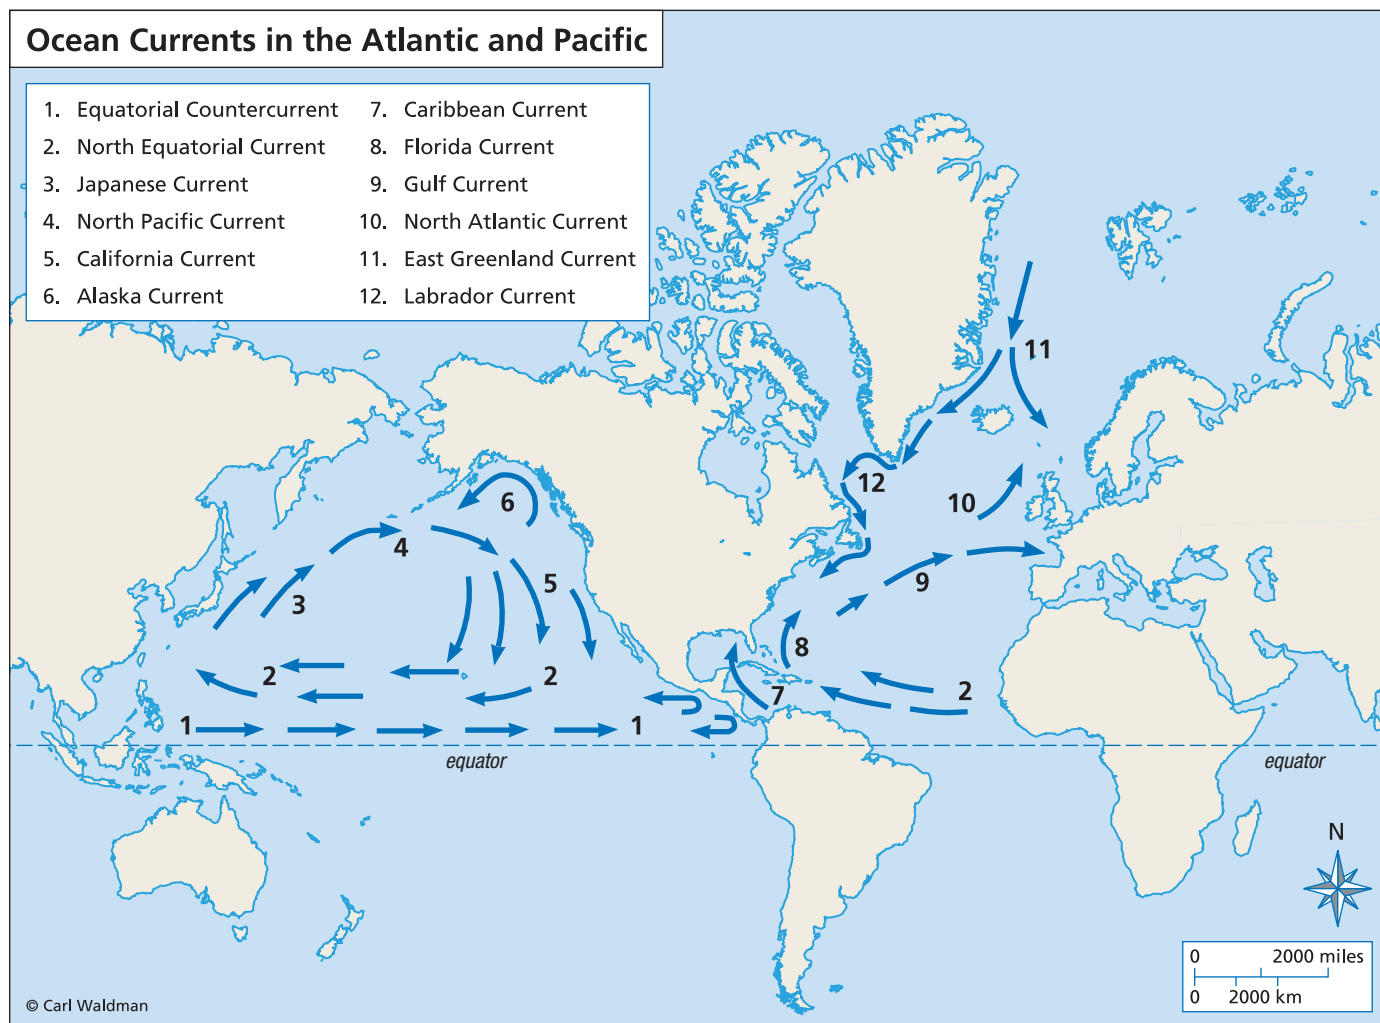 Ocean Currents in the Atlantic and Pacific
1. Equatorial Countercurrent
2. North Equatorial Current
3. Japanese Current
4. North Pacific Current
5. California Current
6. Alaska Current
7. Caribbean Current
8. Florida Current
9. Gulf Current
10. North Atlantic Current
11. East Greenland Current
12. Labrador Current
11
12
6
10
4
5
9
3
8
2
2
7
2
1
1
equator
equator
N
0 2000 miles
0 2000 km
© Carl Waldman